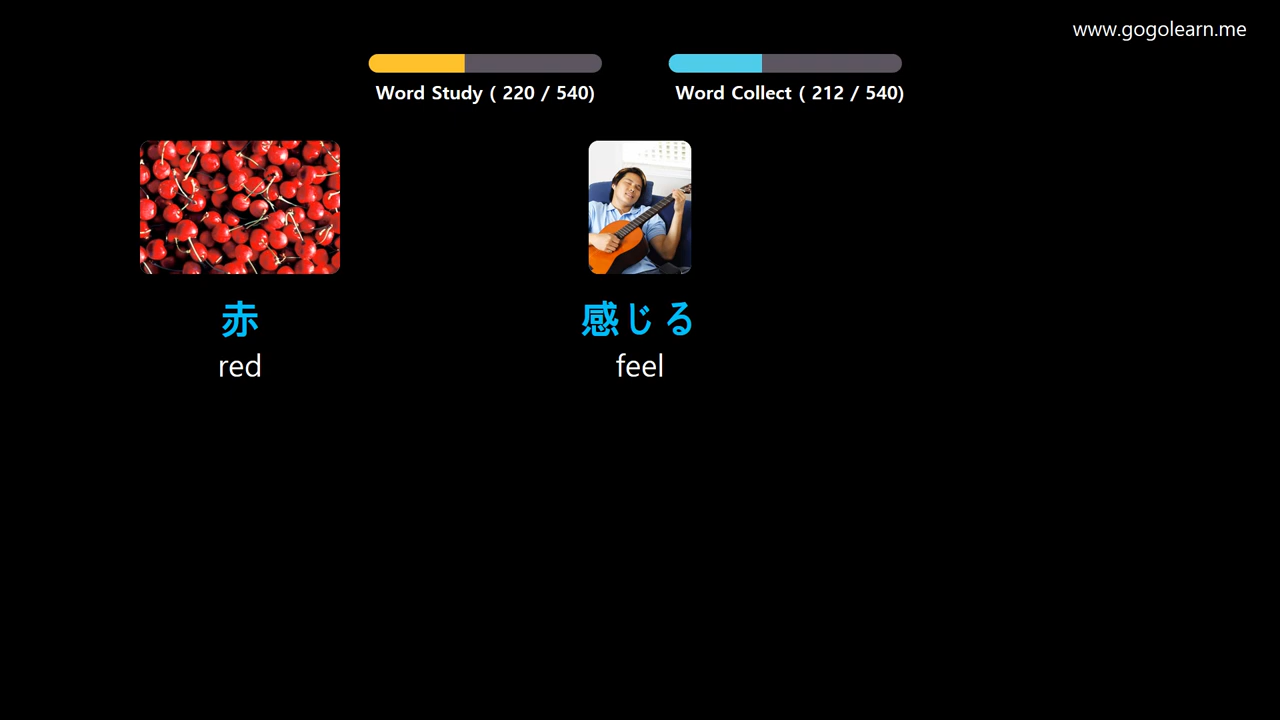 www.gogolearn.me
Word Study ( 220 / 540)
Word Collect ( 212 / 540)
赤
red
感じる
feel